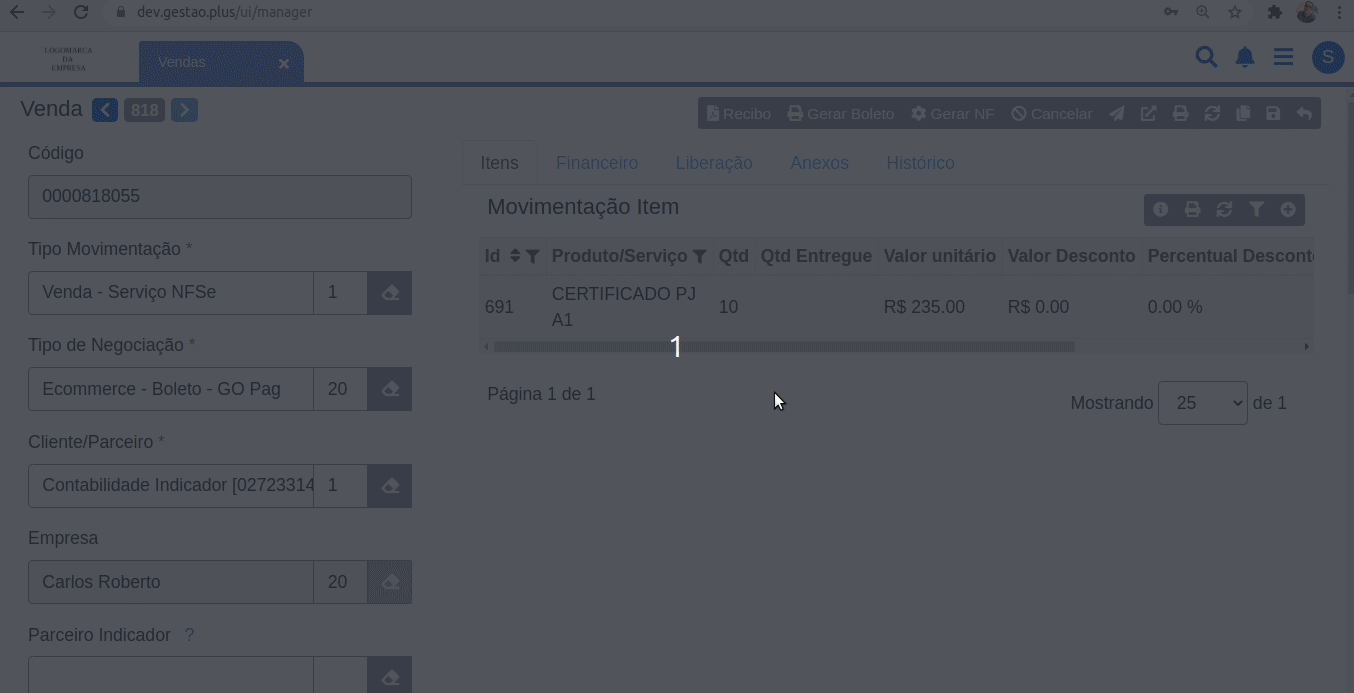 dev.gestao.plus/ui/manager
LOGOMARCA
DA
EMPRESA
Vendas
S
Venda 818
Recibo Gerar Boleto Gerar NF Cancelar
Código
0000818055
Tipo Movimentação *
Venda - Serviço NFSe 1
Tipo de Negociação *
Ecommerce - Boleto - GO Pag 20
Cliente/Parceiro *
Contabilidade Indicador [02723314 1
Empresa
Carlos Roberto 20
Parceiro Indicador ?
Itens Financeiro Liberação Anexos Histórico
Movimentação Item
Id Produto/Serviço Qtd Qtd Entregue Valor unitário Valor Desconto Percentual Desconto
691 CERTIFICADO PJ A1 10 R$ 235.00 R$ 0.00 0.00 %
1
Página 1 de 1
Mostrando 25 de 1